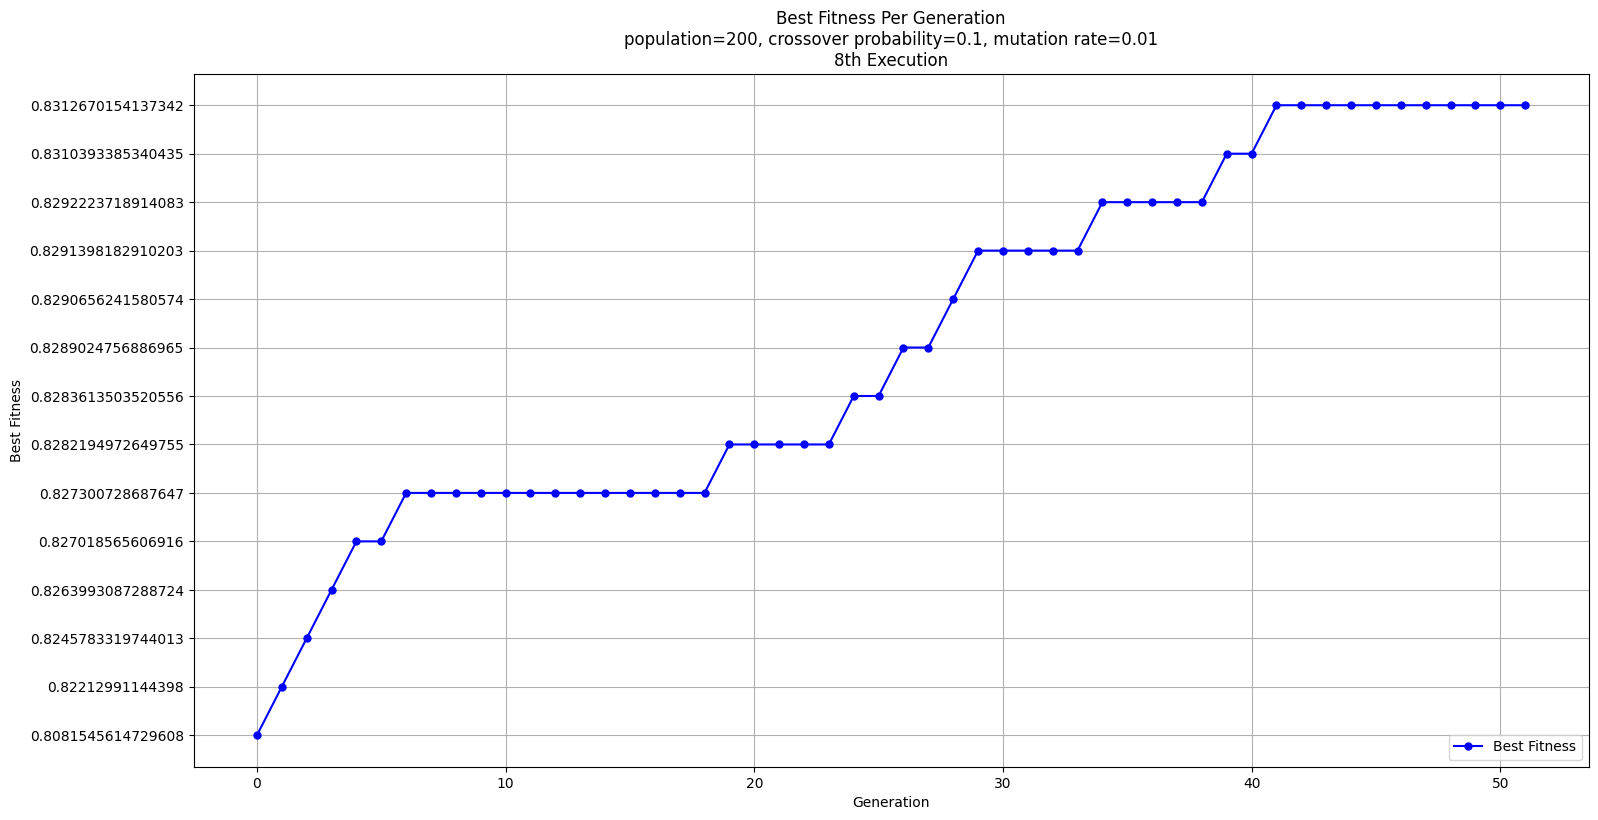 Best Fitness Per Generation
population=200, crossover probability=0.1, mutation rate=0.01
8th Execution
Best Fitness
0.8312670154137342
0.8310393385340435
0.8292223718914083
0.8291398182910203
0.8290656241580574
0.8289024756886965
0.8283613503520556
0.8282194972649755
0.827300728687647
0.827018565606916
0.8263993087288724
0.8245783319744013
0.82212991144398
0.8081545614729608
Best Fitness
0 10 20 30 40 50
Generation